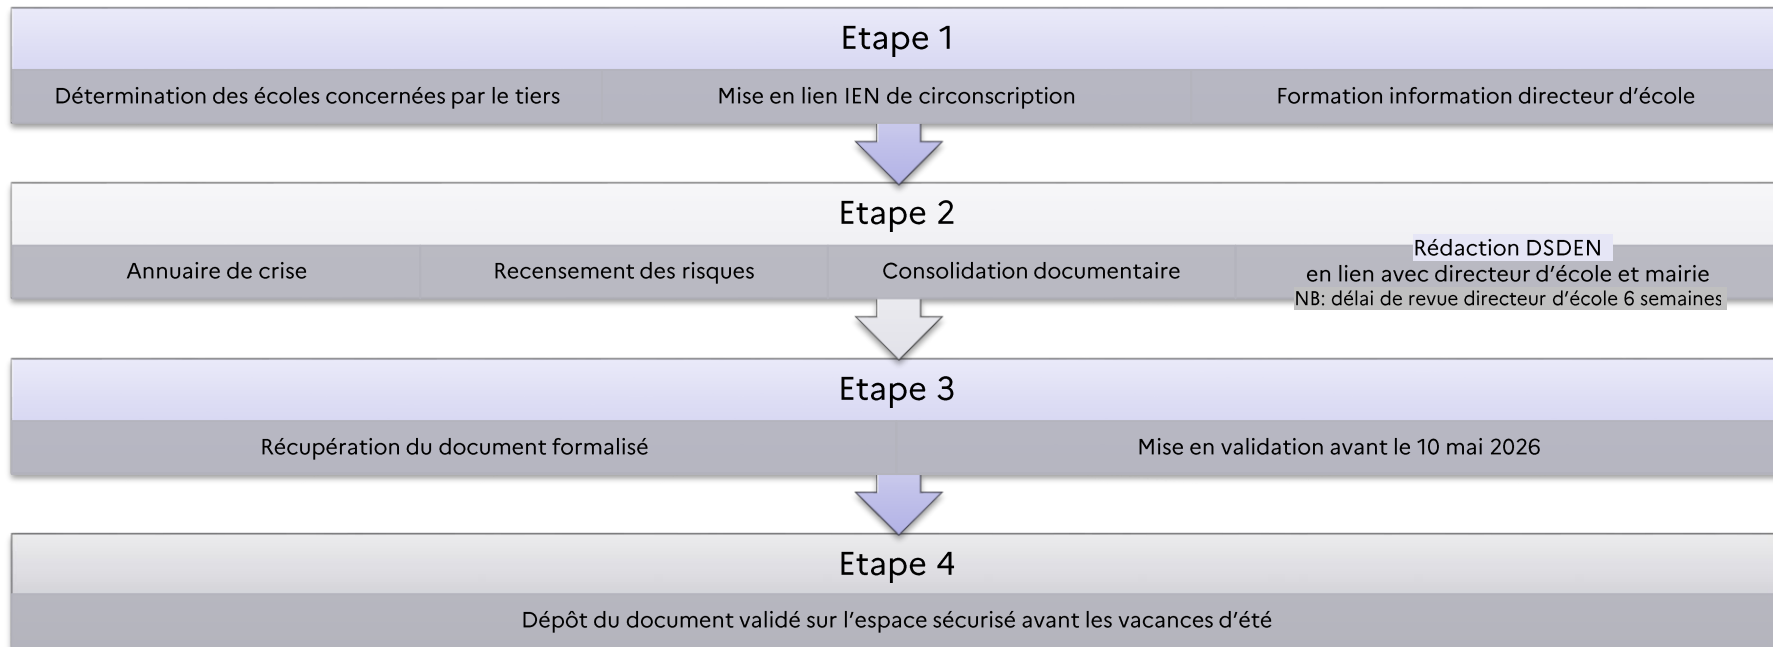 Etape 1
Détermination des écoles concernées par le tiers
Mise en lien IEN de circonscription
Formation information directeur d'école
Etape 2
Annuaire de crise
Recensement des risques
Consolidation documentaire
Rédaction DSDEN
en lien avec directeur d'école et mairie
NB: délai de revue directeur d'école 6 semaines
Etape 3
Récupération du document formalisé
Mise en validation avant le 10 mai 2026
Etape 4
Dépôt du document validé sur l'espace sécurisé avant les vacances d'été